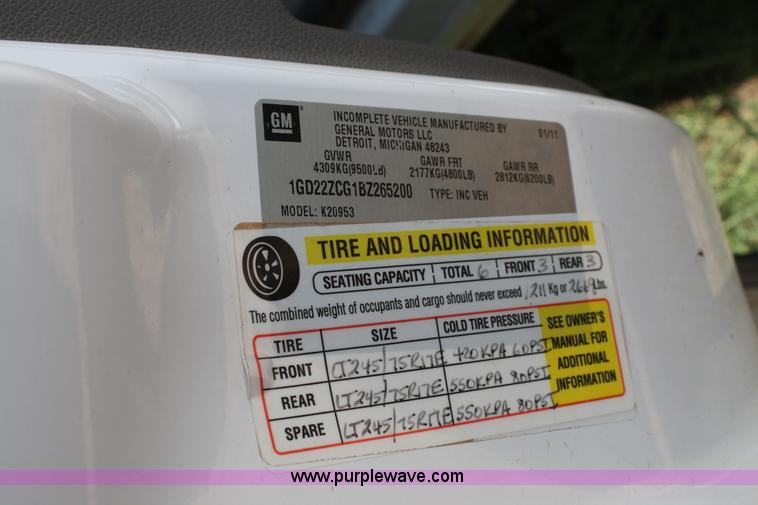 GM
INCOMPLETE VEHICLE MANUFACTURED BY 01/11
GENERAL MOTORS LLC
DETROIT, MICHIGAN 48243
GVWR GAWR FRT GAWR RR
4309KG(9500LB) 2177KG(4800LB) 2812KG(6200LB)
1GD22ZCG1BZ265200 TYPE: INC VEH
MODEL: K20953
TIRE AND LOADING INFORMATION
SEATING CAPACITY TOTAL 6 FRONT 3 REAR 3
The combined weight of occupants and cargo should never exceed 1211 Kg or 2669 Lbs.
TIRE SIZE COLD TIRE PRESSURE SEE OWNER'S MANUAL FOR ADDITIONAL INFORMATION
FRONT LT245/75R17E 420KPA 60PSI
REAR LT245/75R17E 550KPA 80PSI
SPARE LT245/75R17E 550KPA 80PSI
www.purplewave.com